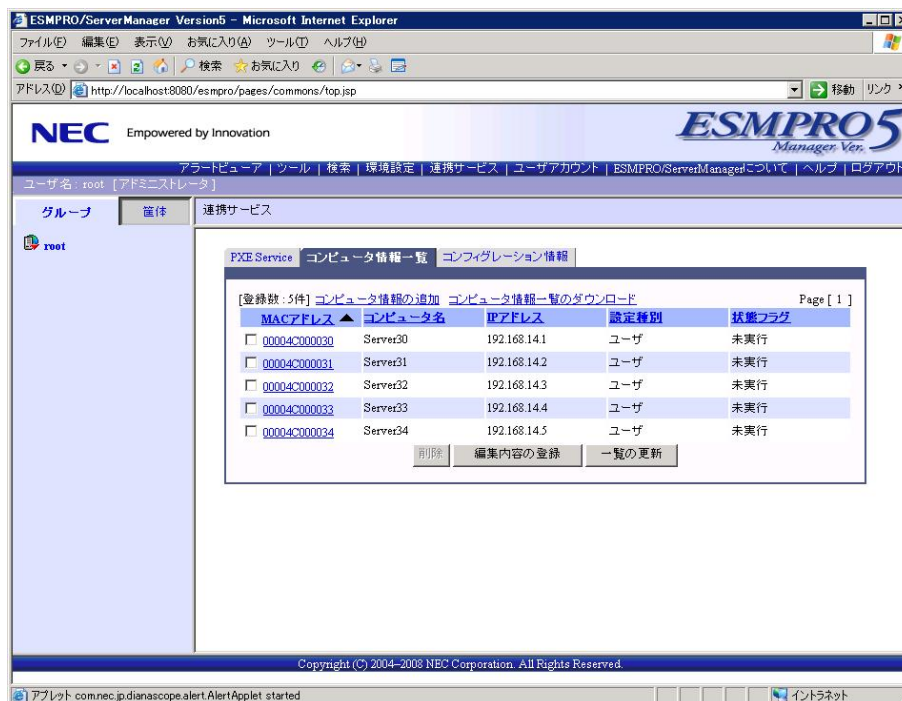 ESMPRO/ServerManager Version5 - Microsoft Internet Explorer
ファイル(F) 編集(E) 表示(V) お気に入り(A) ツール(T) ヘルプ(H)
戻る 検索 お気に入り
アドレス(D) http://localhost:8080/esmpro/pages/commons/top.jsp 移動 リンク
NEC Empowered by Innovation ESMPRO5
Manager Ver.
アラートビューア | ツール | 検索 | 環境設定 | 連携サービス | ユーザアカウント | ESMPRO/ServerManagerについて | ヘルプ | ログアウト
ユーザ名 : root [アドミニストレータ]
グループ 筐体 連携サービス
root
PXE Service コンピュータ情報一覧 コンフィグレーション情報
[登録数 : 5件] コンピュータ情報の追加 コンピュータ情報一覧のダウンロード Page [ 1 ]
MACアドレス ▲ コンピュータ名 IPアドレス 設定種別 状態フラグ
00004C000030 Server30 192.168.14.1 ユーザ 未実行
00004C000031 Server31 192.168.14.2 ユーザ 未実行
00004C000032 Server32 192.168.14.3 ユーザ 未実行
00004C000033 Server33 192.168.14.4 ユーザ 未実行
00004C000034 Server34 192.168.14.5 ユーザ 未実行
削除 編集内容の登録 一覧の更新
Copyright (C) 2004-2008 NEC Corporation. All Rights Reserved.
アプレット com.nec.jp.dianascope.alert.AlertApplet started イントラネット